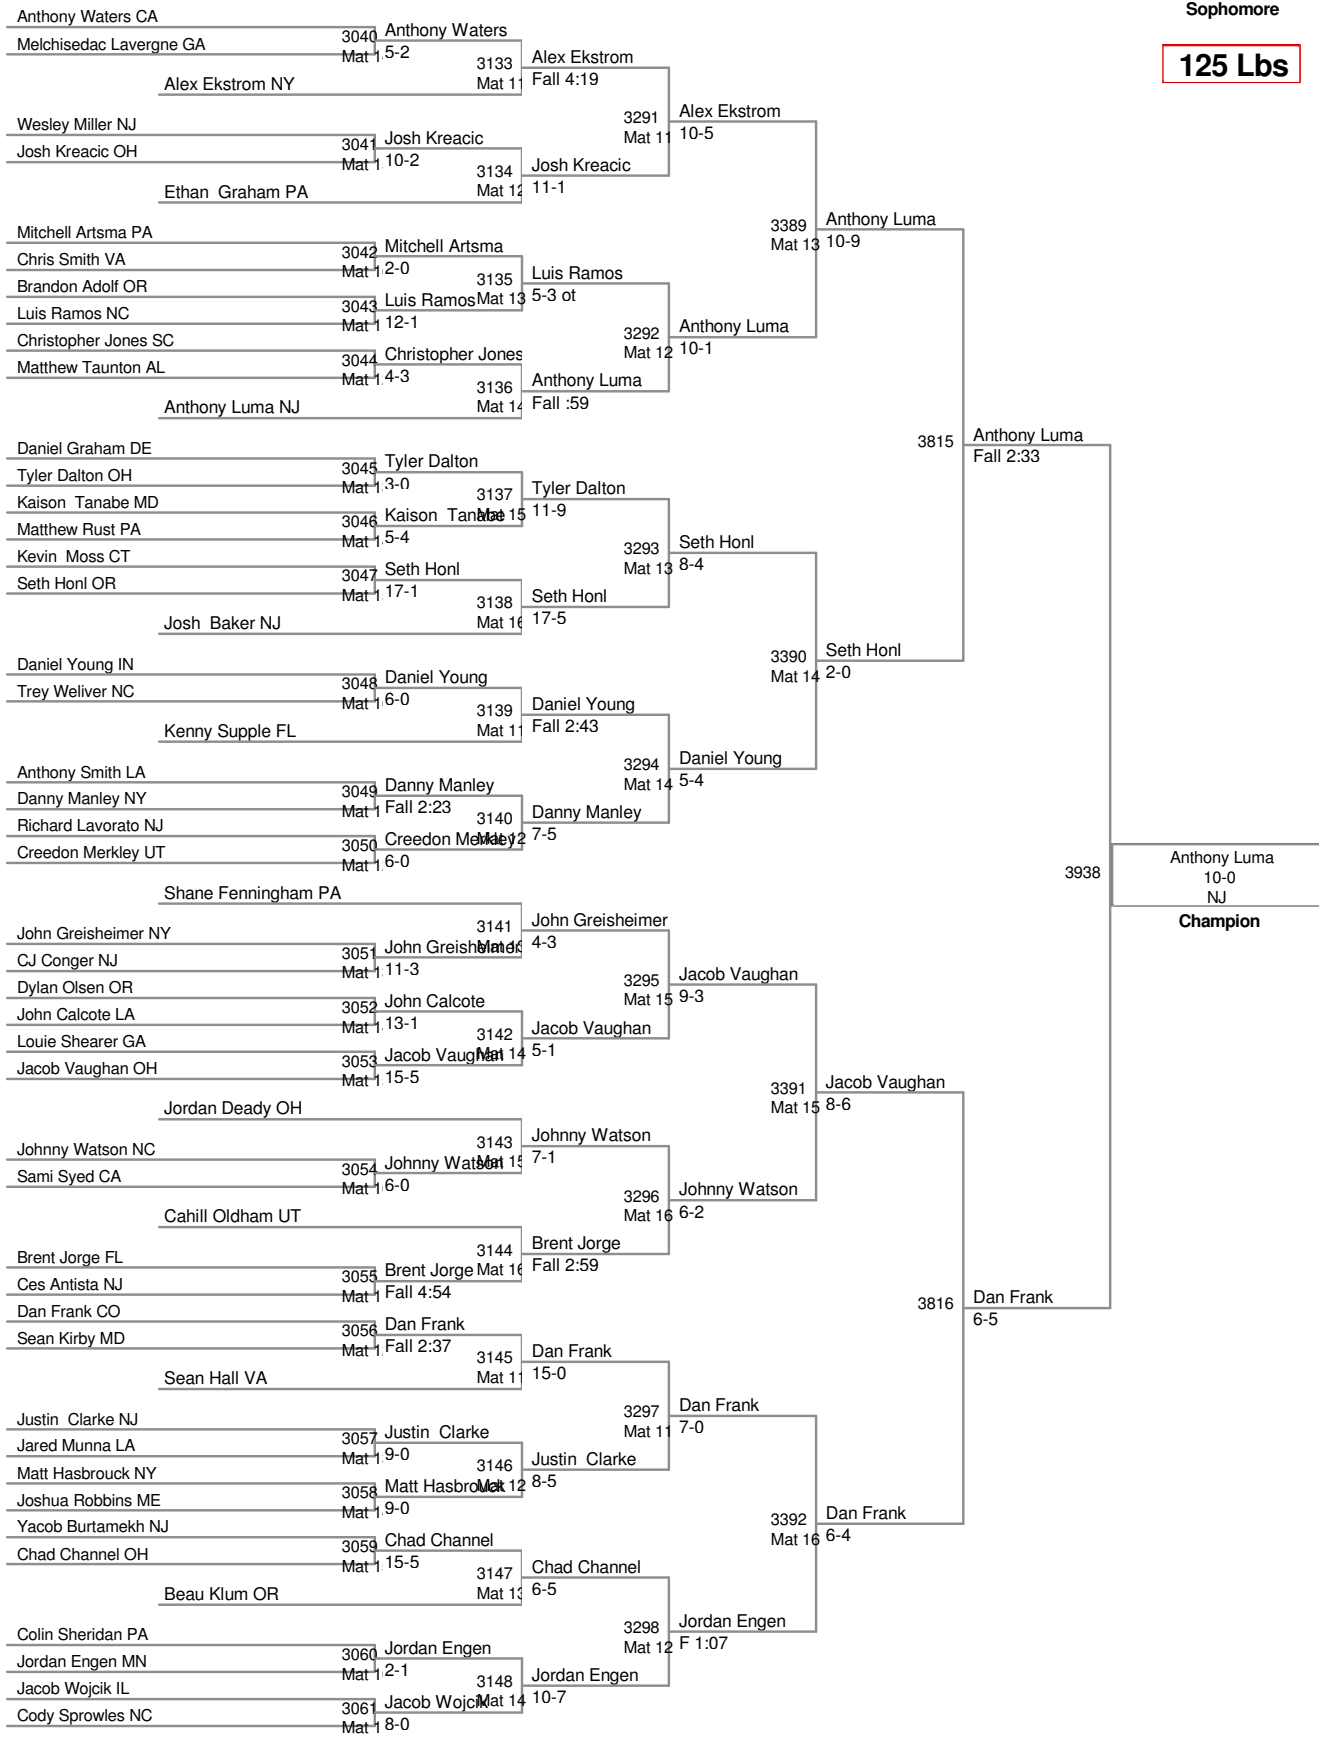 Sophomore
125 Lbs
Anthony Waters CA
Melchisedac Lavergne GA
3040
Mat 1
Anthony Waters
5-2
Alex Ekstrom NY
3133
Mat 11
Alex Ekstrom
Fall 4:19
Wesley Miller NJ
Josh Kreacic OH
3041
Mat 1
Josh Kreacic
10-2
Ethan Graham PA
3134
Mat 12
Josh Kreacic
11-1
3291
Mat 11
Alex Ekstrom
10-5
Mitchell Artsma PA
Chris Smith VA
3042
Mat 1
Mitchell Artsma
2-0
Brandon Adolf OR
Luis Ramos NC
3043
Mat 1
Luis Ramos
12-1
3135
Mat 13
Luis Ramos
5-3 ot
Christopher Jones SC
Matthew Taunton AL
3044
Mat 1
Christopher Jones
4-3
Anthony Luma NJ
3136
Mat 14
Anthony Luma
Fall :59
3292
Mat 12
Anthony Luma
10-1
3389
Mat 13
Anthony Luma
10-9
Daniel Graham DE
Tyler Dalton OH
3045
Mat 1
Tyler Dalton
3-0
Kaison Tanabe MD
Matthew Rust PA
3046
Mat 1
Kaison Tanabe
5-4
3137
Mat 15
Tyler Dalton
11-9
Kevin Moss CT
Seth Honl OR
3047
Mat 1
Seth Honl
17-1
Josh Baker NJ
3138
Mat 16
Seth Honl
17-5
3293
Mat 13
Seth Honl
8-4
Daniel Young IN
Trey Weliver NC
3048
Mat 1
Daniel Young
6-0
Kenny Supple FL
3139
Mat 11
Daniel Young
Fall 2:43
Anthony Smith LA
Danny Manley NY
3049
Mat 1
Danny Manley
Fall 2:23
Richard Lavorato NJ
Creedon Merkley UT
3050
Mat 1
Creedon Merkley
6-0
3140
Mat 12
Danny Manley
7-5
3294
Mat 14
Daniel Young
5-4
3390
Mat 14
Seth Honl
2-0
3815
Anthony Luma
Fall 2:33
Shane Fenningham PA
John Greisheimer NY
CJ Conger NJ
3051
Mat 1
John Greisheimer
11-3
3141
Mat 13
John Greisheimer
4-3
Dylan Olsen OR
John Calcote LA
3052
Mat 1
John Calcote
13-1
Louie Shearer GA
Jacob Vaughan OH
3053
Mat 1
Jacob Vaughan
15-5
3142
Mat 14
Jacob Vaughan
5-1
3295
Mat 15
Jacob Vaughan
9-3
Jordan Deady OH
Johnny Watson NC
Sami Syed CA
3054
Mat 1
Johnny Watson
6-0
3143
Mat 15
Johnny Watson
7-1
Cahill Oldham UT
Brent Jorge FL
Ces Antista NJ
3055
Mat 1
Brent Jorge
Fall 4:54
3144
Mat 16
Brent Jorge
Fall 2:59
3296
Mat 16
Johnny Watson
6-2
3391
Mat 15
Jacob Vaughan
8-6
Dan Frank CO
Sean Kirby MD
3056
Mat 1
Dan Frank
Fall 2:37
Sean Hall VA
3145
Mat 11
Dan Frank
15-0
Justin Clarke NJ
Jared Munna LA
3057
Mat 1
Justin Clarke
9-0
Matt Hasbrouck NY
Joshua Robbins ME
3058
Mat 1
Matt Hasbrouck
9-0
3146
Mat 12
Justin Clarke
8-5
3297
Mat 11
Dan Frank
7-0
Yacob Burtamekh NJ
Chad Channel OH
3059
Mat 1
Chad Channel
15-5
Beau Klum OR
3147
Mat 13
Chad Channel
6-5
Colin Sheridan PA
Jordan Engen MN
3060
Mat 1
Jordan Engen
2-1
Jacob Wojcik IL
Cody Sprowles NC
3061
Mat 1
Jacob Wojcik
8-0
3148
Mat 14
Jordan Engen
10-7
3298
Mat 12
Jordan Engen
F 1:07
3392
Mat 16
Dan Frank
6-4
3816
Dan Frank
6-5
3938
Anthony Luma
10-0
NJ
Champion